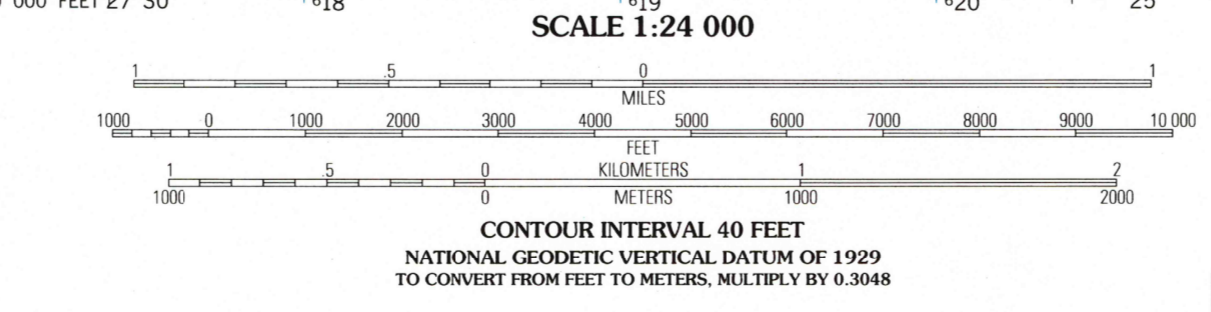 000 FEET 27'30"
⁶18
⁶19
⁶20
25
SCALE 1:24 000
1 .5 0 1
MILES
1000 0 1000 2000 3000 4000 5000 6000 7000 8000 9000 10 000
FEET
1 .5 0 KILOMETERS 1 2
1000 0 METERS 1000 2000
CONTOUR INTERVAL 40 FEET
NATIONAL GEODETIC VERTICAL DATUM OF 1929
TO CONVERT FROM FEET TO METERS, MULTIPLY BY 0.3048